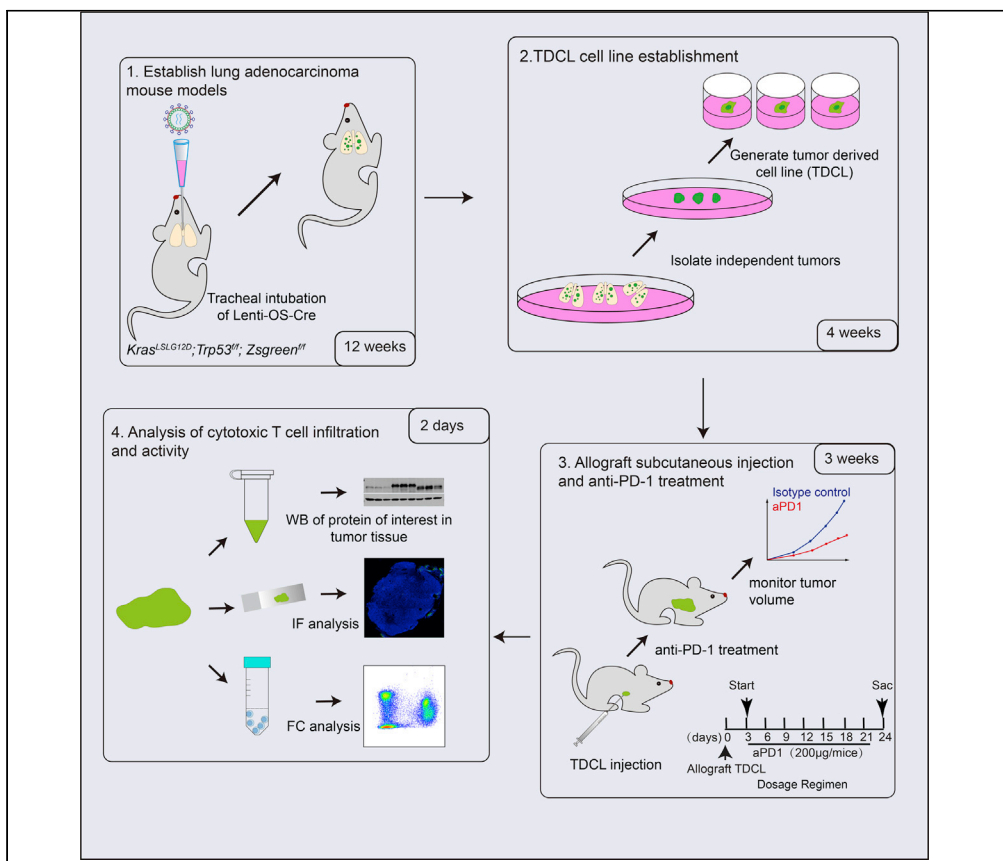 1. Establish lung adenocarcinoma
mouse models
Tracheal intubation
of Lenti-OS-Cre
Kras^LSLG12D;Trp53^f/f; Zsgreen^f/f
12 weeks
2.TDCL cell line establishment
Generate tumor derived
cell line (TDCL)
Isolate independent tumors
4 weeks
3. Allograft subcutaneous injection
and anti-PD-1 treatment
3 weeks
Isotype control
aPD1
monitor tumor
volume
anti-PD-1 treatment
TDCL injection
Start
Sac
(days) 0 3 6 9 12 15 18 21 24
aPD1 (200μg/mice)
Allograft TDCL
Dosage Regimen
4. Analysis of cytotoxic T cell infiltration
and activity
2 days
WB of protein of interest in
tumor tissue
IF analysis
FC analysis